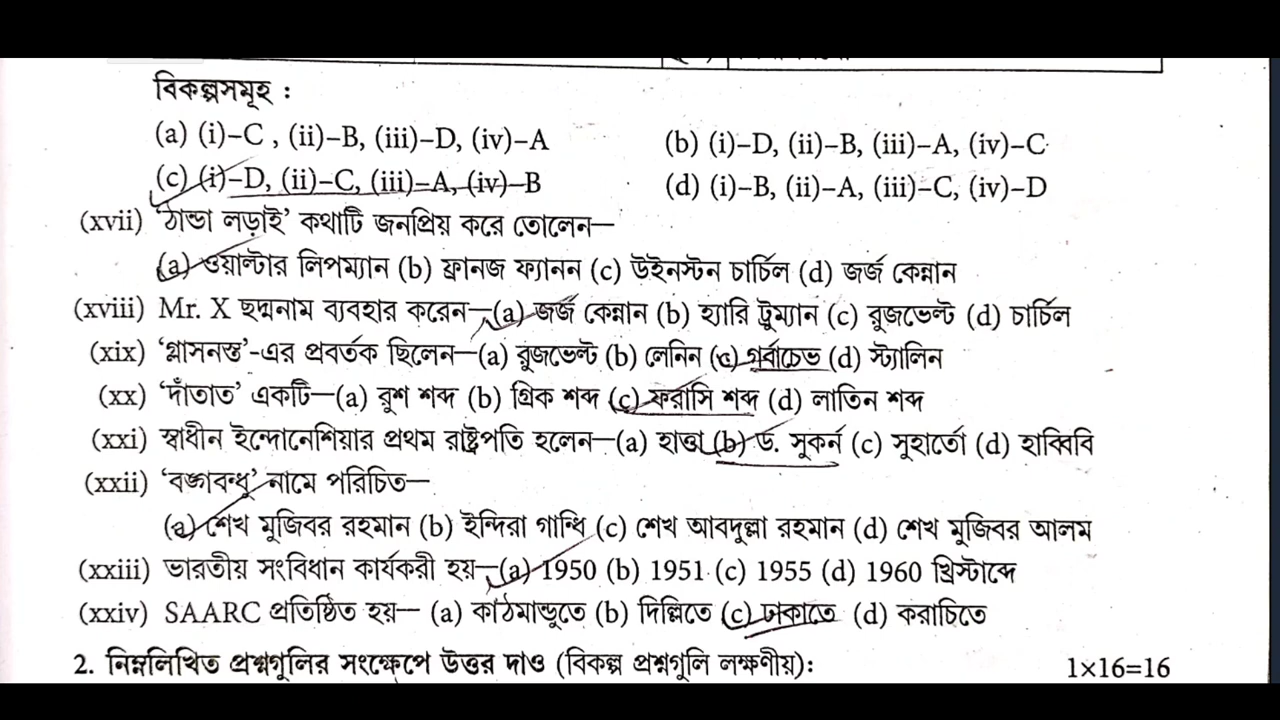 বিকল্পসমূহ :
(a) (i)–C , (ii)–B, (iii)–D, (iv)–A (b) (i)–D, (ii)–B, (iii)–A, (iv)–C
(c) (i)–D, (ii)–C, (iii)–A, (iv)–B (d) (i)–B, (ii)–A, (iii)–C, (iv)–D
(xvii) ‘ঠান্ডা লড়াই’ কথাটি জনপ্রিয় করে তোলেন—
(a) ওয়াল্টার লিপম্যান (b) ফ্রানজ ফ্যানন (c) উইনস্টন চার্চিল (d) জর্জ কেন্নান
(xviii) Mr. X ছদ্মনাম ব্যবহার করেন—(a) জর্জ কেন্নান (b) হ্যারি ট্রুম্যান (c) রুজভেল্ট (d) চার্চিল
(xix) ‘গ্লাসনস্ত’-এর প্রবর্তক ছিলেন—(a) রুজভেল্ট (b) লেনিন (c) গর্বাচেভ (d) স্ট্যালিন
(xx) ‘দাঁতাত’ একটি—(a) রুশ শব্দ (b) গ্রিক শব্দ (c) ফরাসি শব্দ (d) লাতিন শব্দ
(xxi) স্বাধীন ইন্দোনেশিয়ার প্রথম রাষ্ট্রপতি হলেন—(a) হাত্তা (b) ড. সুকর্ন (c) সুহার্তো (d) হাব্বিবি
(xxii) ‘বঙ্গবন্ধু’ নামে পরিচিত—
(a) শেখ মুজিবর রহমান (b) ইন্দিরা গান্ধি (c) শেখ আবদুল্লা রহমান (d) শেখ মুজিবর আলম
(xxiii) ভারতীয় সংবিধান কার্যকরী হয়—(a) 1950 (b) 1951 (c) 1955 (d) 1960 খ্রিস্টাব্দে
(xxiv) SAARC প্রতিষ্ঠিত হয়— (a) কাঠমান্ডুতে (b) দিল্লিতে (c) ঢাকাতে (d) করাচিতে
2. নিম্নলিখিত প্রশ্নগুলির সংক্ষেপে উত্তর দাও (বিকল্প প্রশ্নগুলি লক্ষণীয়): 1×16=16